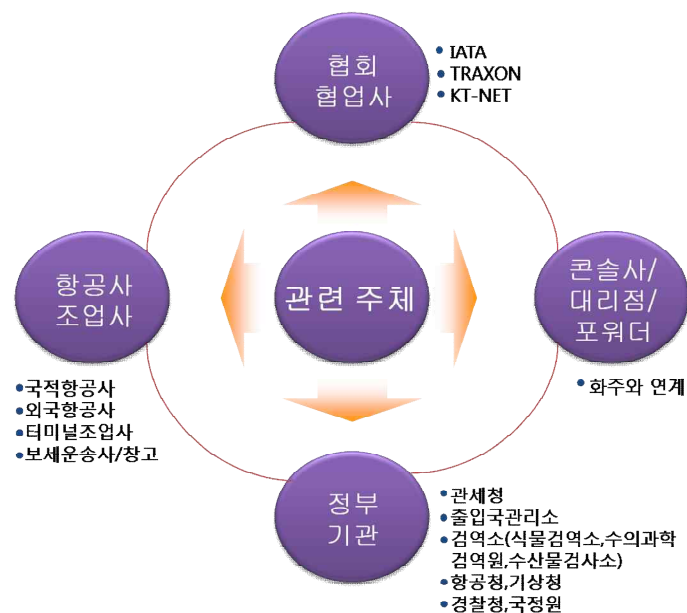 협회
협업사
• IATA
• TRAXON
• KT-NET
항공사
조업사
관련 주체
콘솔사/
대리점/
포워더
•국적항공사
•외국항공사
•터미널조업사
•보세운송사/창고
• 화주와 연계
정부
기관
• 관세청
• 출입국관리소
• 검역소(식물검역소,수의과학
검역원,수산물검사소)
• 항공청,기상청
• 경찰청,국정원